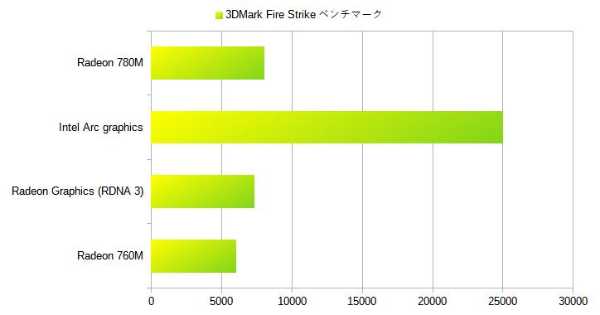 3DMark Fire Strike ベンチマーク
Radeon 780M
Intel Arc graphics
Radeon Graphics (RDNA 3)
Radeon 760M
0 5000 10000 15000 20000 25000 30000